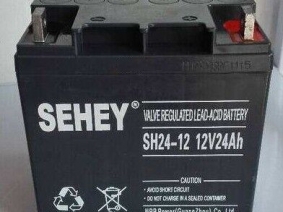 SEHEY®
VALVE REGULATED LEAD-ACID BATTERY
SH24-12 12V24Ah
CAUTION
• AVOID SHORT CIRCUIT
• DO NOT CHARGE IN A SEALED CONTAINER
Pb